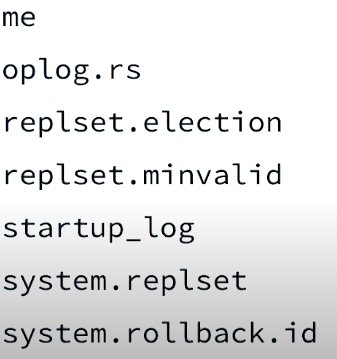 me
oplog.rs
replset.election
replset.minvalid
startup_log
system.replset
system.rollback.id